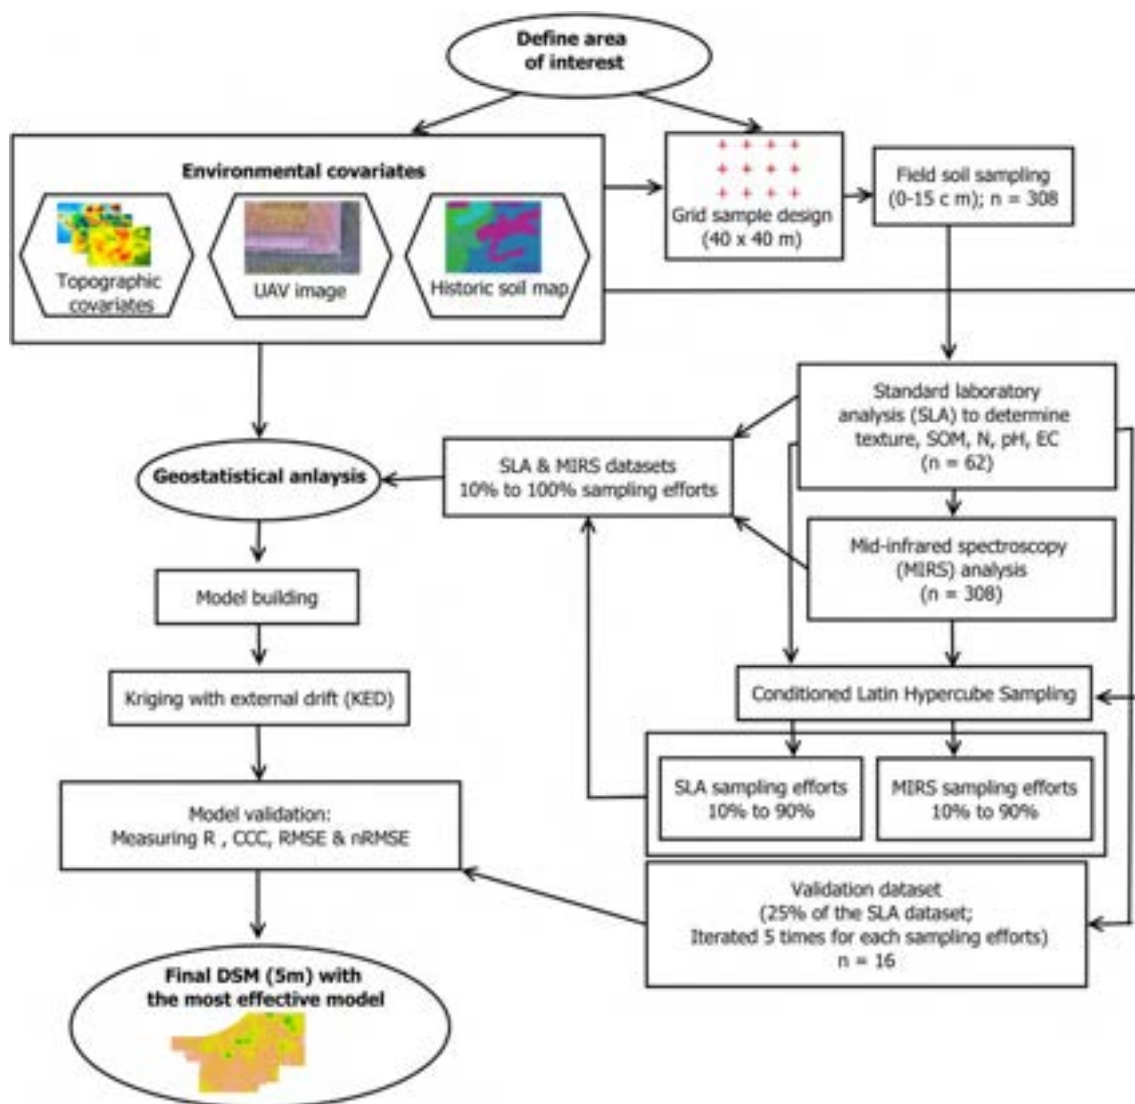 Define area
of interest
Environmental covariates
Topographic
covariates
UAV image
Historic soil map
Grid sample design
(40 x 40 m)
Field soil sampling
(0-15 c m); n = 308
Standard laboratory
analysis (SLA) to determine
texture, SOM, N, pH, EC
(n = 62)
SLA & MIRS datasets
10% to 100% sampling efforts
Geostatistical anlaysis
Mid-infrared spectroscopy
(MIRS) analysis
(n = 308)
Model building
Conditioned Latin Hypercube Sampling
Kriging with external drift (KED)
SLA sampling efforts
10% to 90%
MIRS sampling efforts
10% to 90%
Model validation:
Measuring R , CCC, RMSE & nRMSE
Validation dataset
(25% of the SLA dataset;
Iterated 5 times for each sampling efforts)
n = 16
Final DSM (5m) with
the most effective model